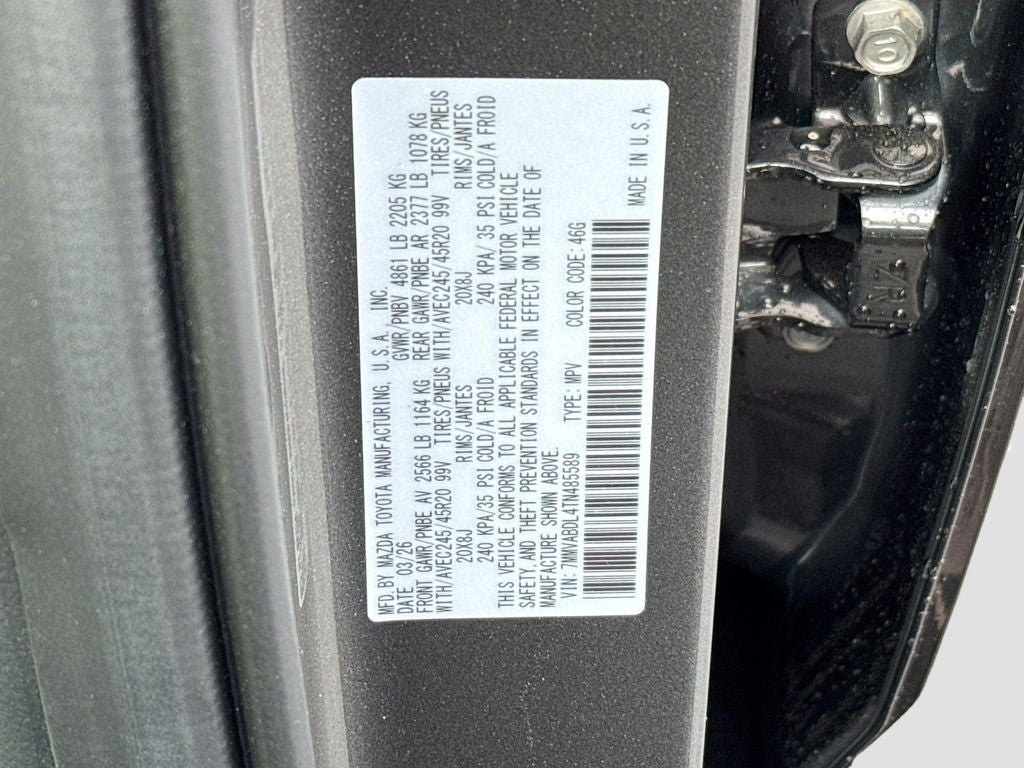 MFD. BY MAZDA TOYOTA MANUFACTURING, U.S.A., INC.
DATE 03/26 GVWR/PNBV 4861 LB 2205 KG
FRONT GAWR/PNBE AV 2566 LB 1164 KG REAR GAWR/PNBE AR 2377 LB 1078 KG
WITH/AVEC245/45R20 99V TIRES/PNEUS WITH/AVEC245/45R20 99V TIRES/PNEUS
20X8J RIMS/JANTES 20X8J RIMS/JANTES
240 KPA/35 PSI COLD/A FROID 240 KPA/ 35 PSI COLD/A FROID
THIS VEHICLE CONFORMS TO ALL APPLICABLE FEDERAL MOTOR VEHICLE
SAFETY, AND THEFT PREVENTION STANDARDS IN EFFECT ON THE DATE OF
MANUFACTURE SHOWN ABOVE.
VIN: 7MMVABDL4TN485589 TYPE: MPV COLOR CODE: 46G
MADE IN U.S.A.
ZR